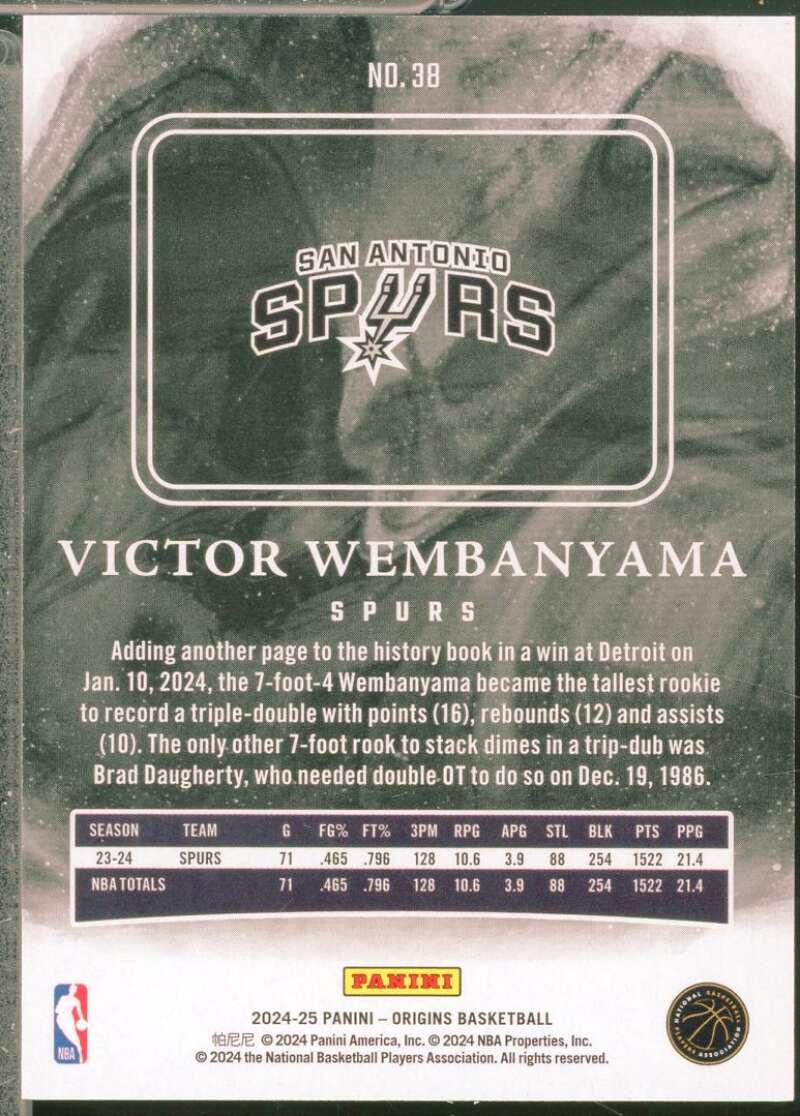 NO. 38
SAN ANTONIO
SPURS
VICTOR WEMBANYAMA
SPURS
Adding another page to the history book in a win at Detroit on
Jan. 10, 2024, the 7-foot-4 Wembanyama became the tallest rookie
to record a triple-double with points (16), rebounds (12) and assists
(10). The only other 7-foot rook to stack dimes in a trip-dub was
Brad Daugherty, who needed double OT to do so on Dec. 19, 1986.
SEASON TEAM G FG% FT% 3PM RPG APG STL BLK PTS PPG
23-24 SPURS 71 .465 .796 128 10.6 3.9 88 254 1522 21.4
NBA TOTALS 71 .465 .796 128 10.6 3.9 88 254 1522 21.4
PANINI
NBA
NATIONAL BASKETBALL PLAYERS ASSOCIATION
2024-25 PANINI – ORIGINS BASKETBALL
帕尼尼 © 2024 Panini America, Inc. © 2024 NBA Properties, Inc.
© 2024 the National Basketball Players Association. All rights reserved.